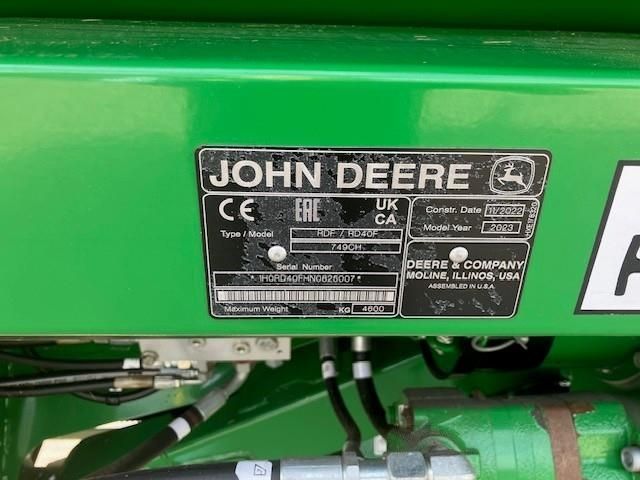 JOHN DEERE
CE EAC UK CA
Constr. Date 11/2022
Model Year 2023
Type / Model RDF / RD40F
749CH
Serial Number
*1H0RD40FHN0826007*
Maximum Weight KG 4600
DEERE & COMPANY
MOLINE, ILLINOIS, USA
ASSEMBLED IN U.S.A.